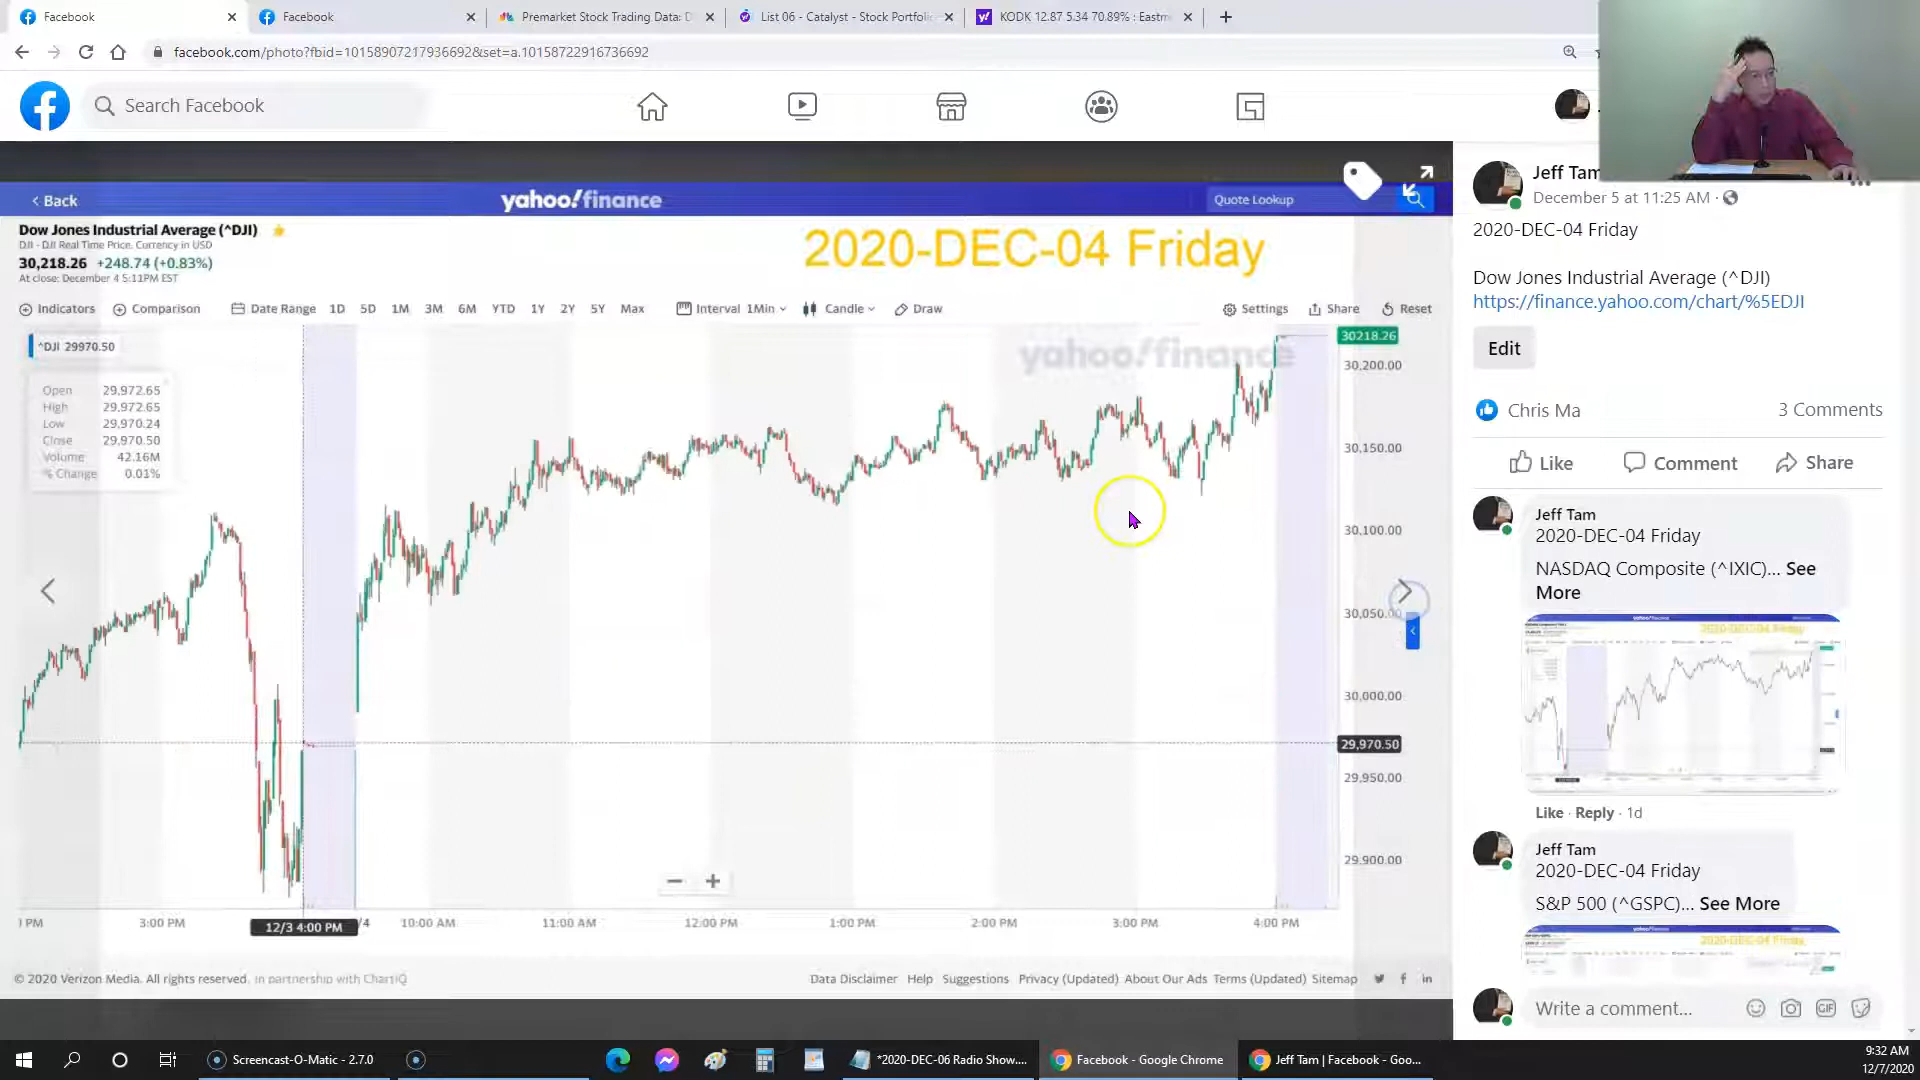 Facebook
Facebook
Premarket Stock Trading Data: D
List 06 - Catalyst - Stock Portfolio
KODK 12.87 5.34 70.89% : Eastm
facebook.com/photo?fbid=10158907217936692&set=a.10158722916736692
Search Facebook
Back
yahoo!finance
Quote Lookup
Dow Jones Industrial Average (^DJI)
DJI - DJI Real Time Price. Currency in USD
30,218.26 +248.74 (+0.83%)
At close: December 4 5:11PM EST
2020-DEC-04 Friday
Indicators
Comparison
Date Range
1D
5D
1M
3M
6M
YTD
1Y
2Y
5Y
Max
Interval 1Min
Candle
Draw
Settings
Share
Reset
^DJI 29970.50
yahoo!finance
Open 29,972.65
High 29,972.65
Low 29,970.24
Close 29,970.50
Volume 42.16M
% Change 0.01%
30218.26
30,200.00
30,150.00
30,100.00
30,050.00
30,000.00
29,970.50
29,950.00
29,900.00
PM
3:00 PM
12/3 4:00 PM
/4
10:00 AM
11:00 AM
12:00 PM
1:00 PM
2:00 PM
3:00 PM
4:00 PM
© 2020 Verizon Media. All rights reserved. in partnership with ChartIQ
Data Disclaimer
Help
Suggestions
Privacy (Updated)
About Our Ads
Terms (Updated)
Sitemap
Jeff Tam
December 5 at 11:25 AM
2020-DEC-04 Friday
Dow Jones Industrial Average (^DJI)
https://finance.yahoo.com/chart/%5EDJI
Edit
Chris Ma
3 Comments
Like
Comment
Share
Jeff Tam
2020-DEC-04 Friday
NASDAQ Composite (^IXIC)... See
More
2020-DEC-04 Friday
Like · Reply · 1d
Jeff Tam
2020-DEC-04 Friday
S&P 500 (^GSPC)... See More
2020-DEC-04 Friday
Write a comment...
GIF
Screencast-O-Matic - 2.7.0
*2020-DEC-06 Radio Show....
Facebook - Google Chrome
Jeff Tam | Facebook - Goo...
9:32 AM
12/7/2020